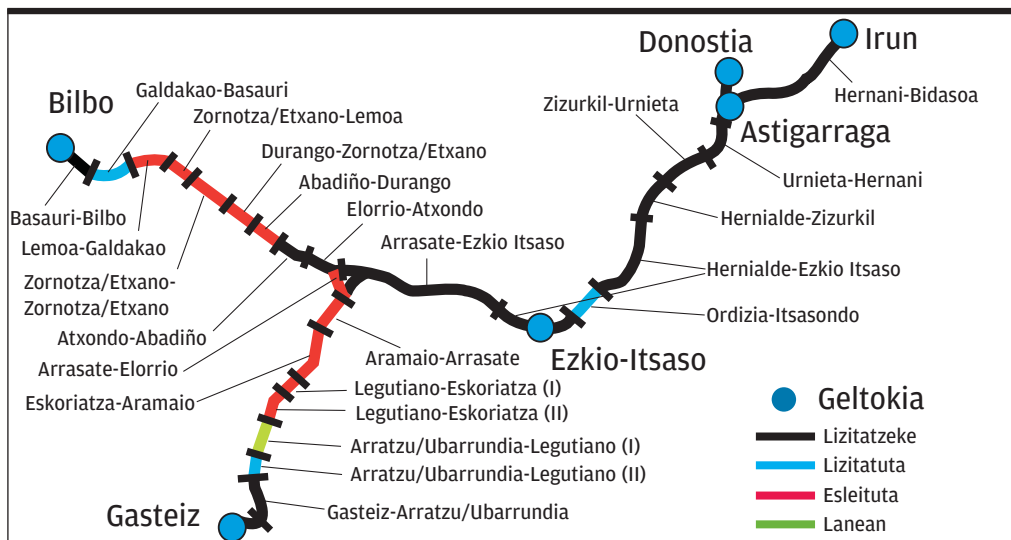 Donostia
Irun
Galdakao-Basauri
Bilbo
Zizurkil-Urnieta
Hernani-Bidasoa
Zornotza/Etxano-Lemoa
Astigarraga
Durango-Zornotza/Etxano
Abadiño-Durango
Urnieta-Hernani
Elorrio-Atxondo
Basauri-Bilbo
Hernialde-Zizurkil
Lemoa-Galdakao
Arrasate-Ezkio Itsaso
Hernialde-Ezkio Itsaso
Zornotza/Etxano-
Zornotza/Etxano
Ordizia-Itsasondo
Atxondo-Abadiño
Ezkio-Itsaso
Aramaio-Arrasate
Arrasate-Elorrio
Legutiano-Eskoriatza (I)
Eskoriatza-Aramaio
Legutiano-Eskoriatza (II)
Arratzu/Ubarrundia-Legutiano (I)
Arratzu/Ubarrundia-Legutiano (II)
Gasteiz
Gasteiz-Arratzu/Ubarrundia
Geltokia
Lizitatzeke
Lizitatuta
Esleituta
Lanean